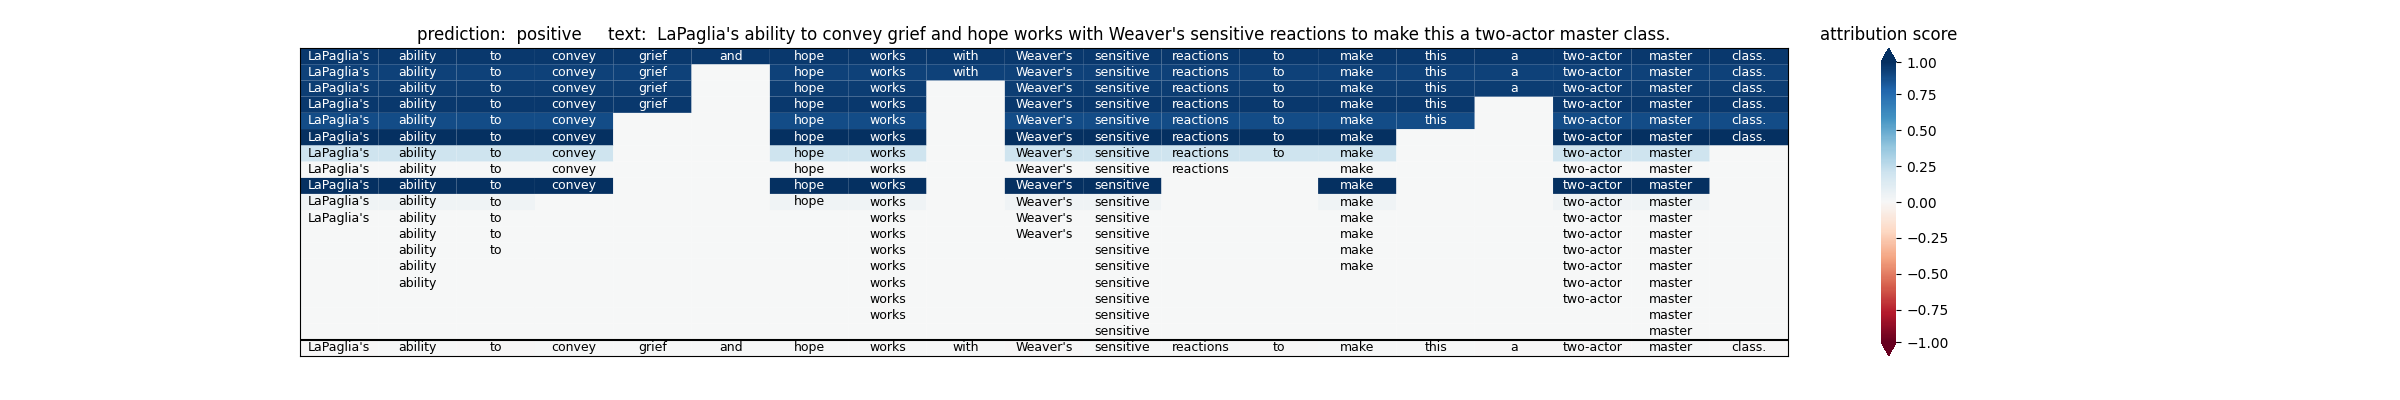 prediction:  positive     text:  LaPaglia's ability to convey grief and hope works with Weaver's sensitive reactions to make this a two-actor master class.     attribution score
LaPaglia's ability to convey grief and hope works with Weaver's sensitive reactions to make this a two-actor master class. 1.00
LaPaglia's ability to convey grief hope works with Weaver's sensitive reactions to make this a two-actor master class.
LaPaglia's ability to convey grief hope works Weaver's sensitive reactions to make this a two-actor master class. 0.75
LaPaglia's ability to convey grief hope works Weaver's sensitive reactions to make this two-actor master class.
LaPaglia's ability to convey hope works Weaver's sensitive reactions to make this two-actor master class. 0.50
LaPaglia's ability to convey hope works Weaver's sensitive reactions to make two-actor master class.
LaPaglia's ability to convey hope works Weaver's sensitive reactions to make two-actor master
LaPaglia's ability to convey hope works Weaver's sensitive reactions make two-actor master 0.25
LaPaglia's ability to convey hope works Weaver's sensitive make two-actor master
LaPaglia's ability to hope works Weaver's sensitive make two-actor master 0.00
LaPaglia's ability to works Weaver's sensitive make two-actor master
ability to works Weaver's sensitive make two-actor master −0.25
ability to works sensitive make two-actor master
ability works sensitive make two-actor master −0.50
ability works sensitive two-actor master
works sensitive two-actor master
works sensitive master −0.75
sensitive master
LaPaglia's ability to convey grief and hope works with Weaver's sensitive reactions to make this a two-actor master class. −1.00